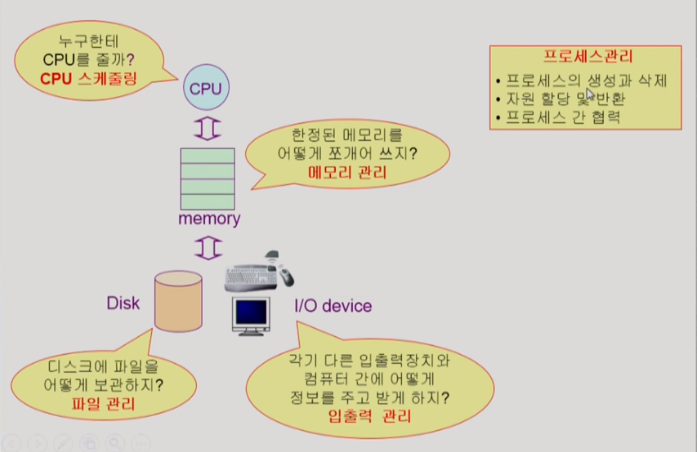 누구한테
CPU를 줄까?
CPU 스케줄링
CPU
프로세스관리
• 프로세스의 생성과 삭제
• 자원 할당 및 반환
• 프로세스 간 협력
한정된 메모리를
어떻게 쪼개어 쓰지?
메모리 관리
memory
Disk
I/O device
디스크에 파일을
어떻게 보관하지?
파일 관리
각기 다른 입출력장치와
컴퓨터 간에 어떻게
정보를 주고 받게 하지?
입출력 관리